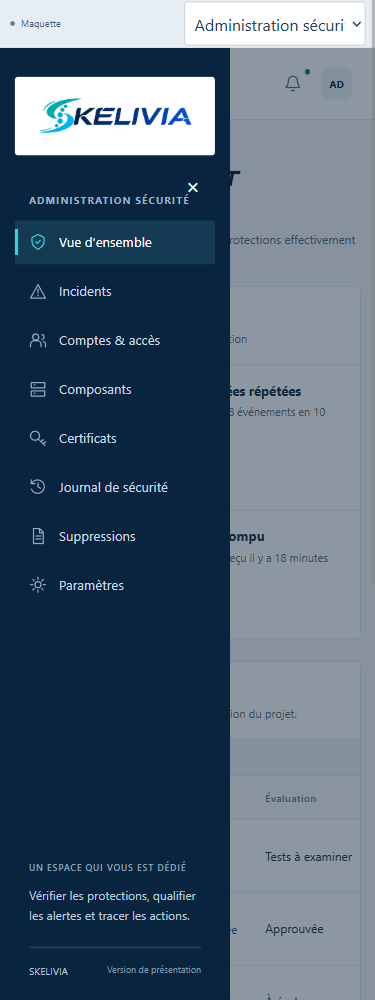 Maquette
Administration sécuri
SKELIVIA
AD
ADMINISTRATION SÉCURITÉ
Vue d'ensemble
Incidents
Comptes & accès
Composants
Certificats
Journal de sécurité
Suppressions
Paramètres
rotections effectivement
tion
ées répétées
8 événements en 10
ompu
eçu il y a 18 minutes
ion du projet.
Évaluation
Tests à examiner
Approuvée
UN ESPACE QUI VOUS EST DÉDIÉ
Vérifier les protections, qualifier
les alertes et tracer les actions.
SKELIVIA
Version de présentation